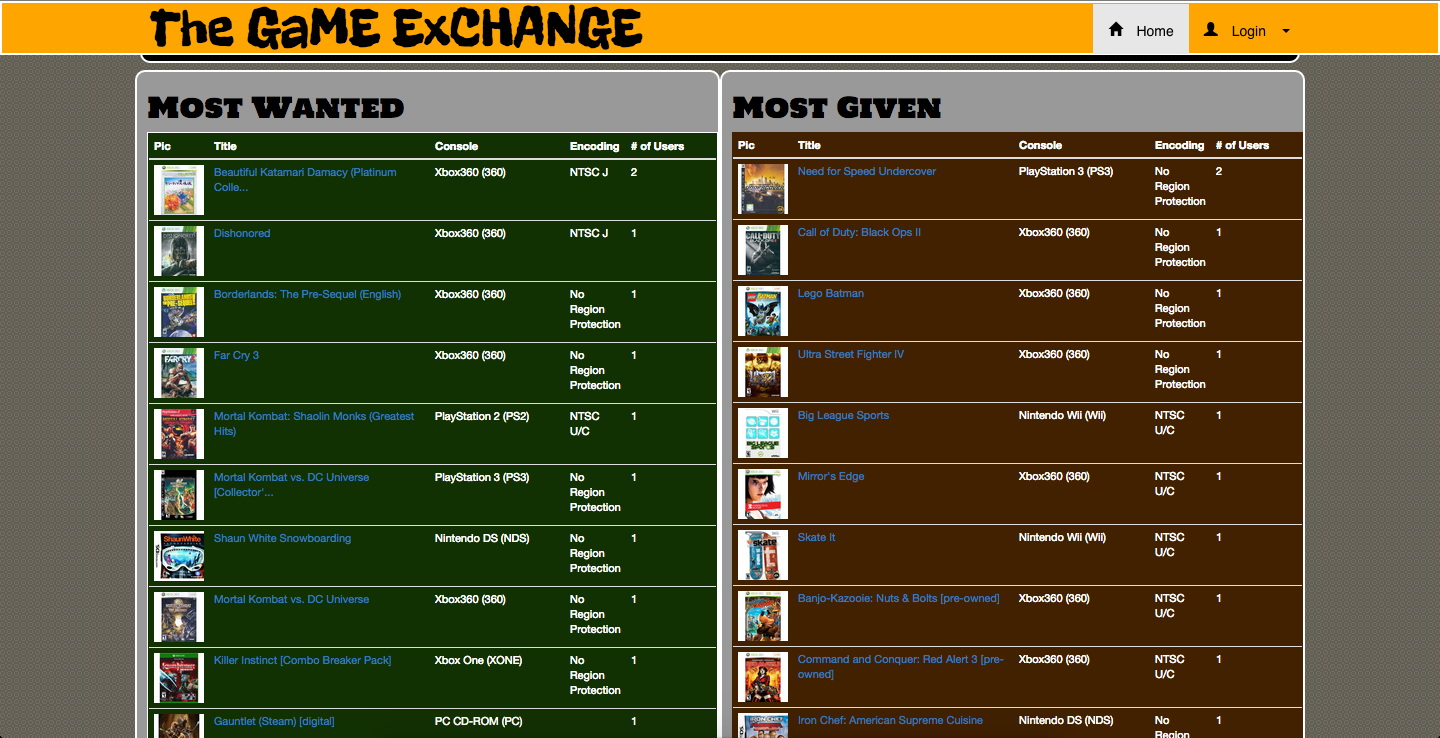 The GaME ExCHANGE
Home
Login
Most Wanted
Pic Title Console Encoding # of Users
Beautiful Katamari Damacy (Platinum
Colle...
Xbox360 (360)
NTSC J
2
Dishonored
Xbox360 (360)
NTSC J
1
Borderlands: The Pre-Sequel (English)
Xbox360 (360)
No
Region
Protection
1
Far Cry 3
Xbox360 (360)
No
Region
Protection
1
Mortal Kombat: Shaolin Monks (Greatest
Hits)
PlayStation 2 (PS2)
NTSC
U/C
1
Mortal Kombat vs. DC Universe
[Collector'...
PlayStation 3 (PS3)
No
Region
Protection
1
Shaun White Snowboarding
Nintendo DS (NDS)
No
Region
Protection
1
Mortal Kombat vs. DC Universe
Xbox360 (360)
No
Region
Protection
1
Killer Instinct [Combo Breaker Pack]
Xbox One (XONE)
No
Region
Protection
1
Gauntlet (Steam) [digital]
PC CD-ROM (PC)
1
Most Given
Pic Title Console Encoding # of Users
Need for Speed Undercover
PlayStation 3 (PS3)
No
Region
Protection
2
Call of Duty: Black Ops II
Xbox360 (360)
No
Region
Protection
1
Lego Batman
Xbox360 (360)
No
Region
Protection
1
Ultra Street Fighter IV
Xbox360 (360)
No
Region
Protection
1
Big League Sports
Nintendo Wii (Wii)
NTSC
U/C
1
Mirror's Edge
Xbox360 (360)
NTSC
U/C
1
Skate It
Nintendo Wii (Wii)
NTSC
U/C
1
Banjo-Kazooie: Nuts & Bolts [pre-owned]
Xbox360 (360)
NTSC
U/C
1
Command and Conquer: Red Alert 3 [pre-
owned]
Xbox360 (360)
NTSC
U/C
1
Iron Chef: American Supreme Cuisine
Nintendo DS (NDS)
No
Region
1